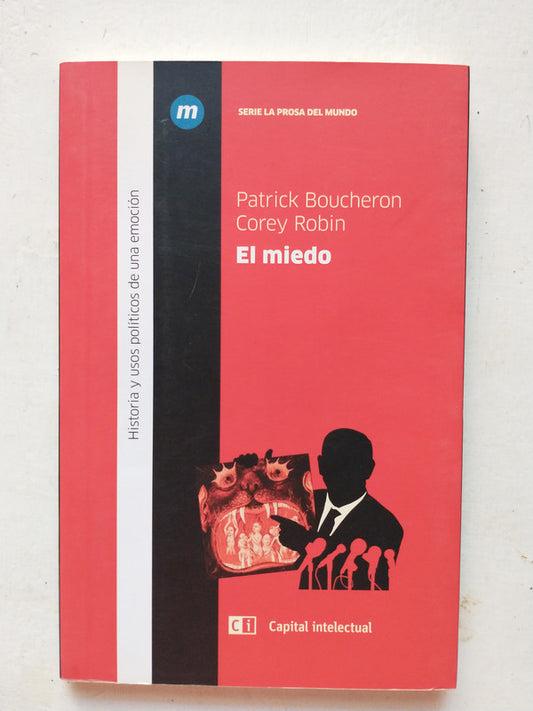 m
SERIE LA PROSA DEL MUNDO
Patrick Boucheron
Corey Robin
El miedo
Historia y usos políticos de una emoción
Ci Capital intelectual